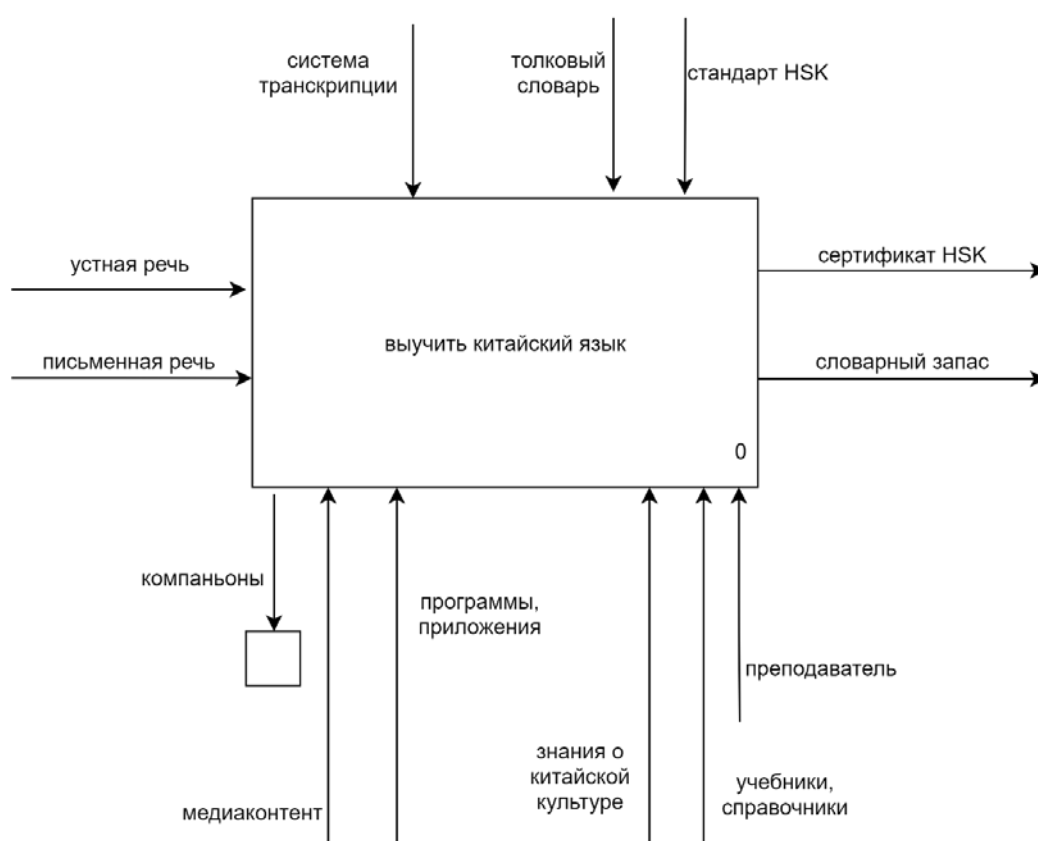 система
транскрипции
толковый
словарь
стандарт HSK
устная речь
сертификат HSK
выучить китайский язык
письменная речь
словарный запас
0
компаньоны
программы,
приложения
преподаватель
знания о
китайской
культуре
учебники,
справочники
медиаконтент